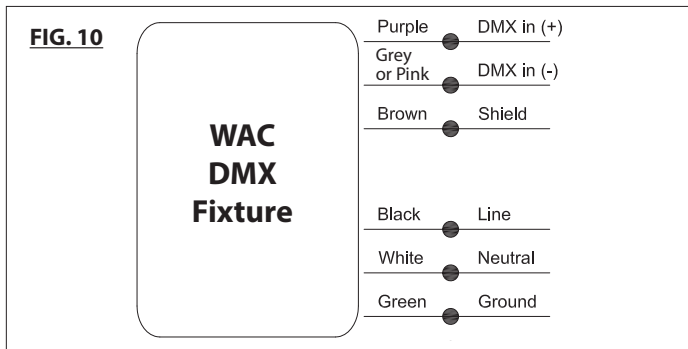 FIG. 10
WAC
DMX
Fixture
Purple DMX in (+)
Grey
or Pink DMX in (-)
Brown Shield
Black Line
White Neutral
Green Ground